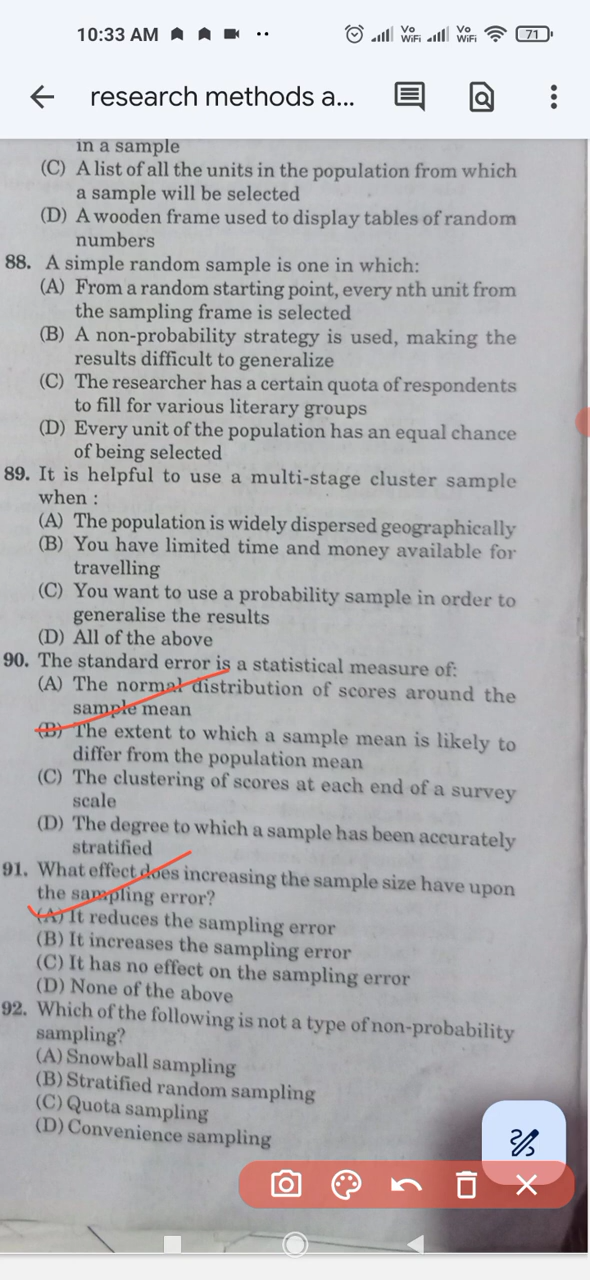 10:33 AM
Vo
WiFi
Vo
WiFi
71
research methods a...
in a sample
(C) A list of all the units in the population from which
a sample will be selected
(D) A wooden frame used to display tables of random
numbers
88. A simple random sample is one in which:
(A) From a random starting point, every nth unit from
the sampling frame is selected
(B) A non-probability strategy is used, making the
results difficult to generalize
(C) The researcher has a certain quota of respondents
to fill for various literary groups
(D) Every unit of the population has an equal chance
of being selected
89. It is helpful to use a multi-stage cluster sample
when :
(A) The population is widely dispersed geographically
(B) You have limited time and money available for
travelling
(C) You want to use a probability sample in order to
generalise the results
(D) All of the above
90. The standard error is a statistical measure of:
(A) The normal distribution of scores around the
sample mean
(B) The extent to which a sample mean is likely to
differ from the population mean
(C) The clustering of scores at each end of a survey
scale
(D) The degree to which a sample has been accurately
stratified
91. What effect does increasing the sample size have upon
the sampling error?
(A) It reduces the sampling error
(B) It increases the sampling error
(C) It has no effect on the sampling error
(D) None of the above
92. Which of the following is not a type of non-probability
sampling?
(A) Snowball sampling
(B) Stratified random sampling
(C) Quota sampling
(D) Convenience sampling